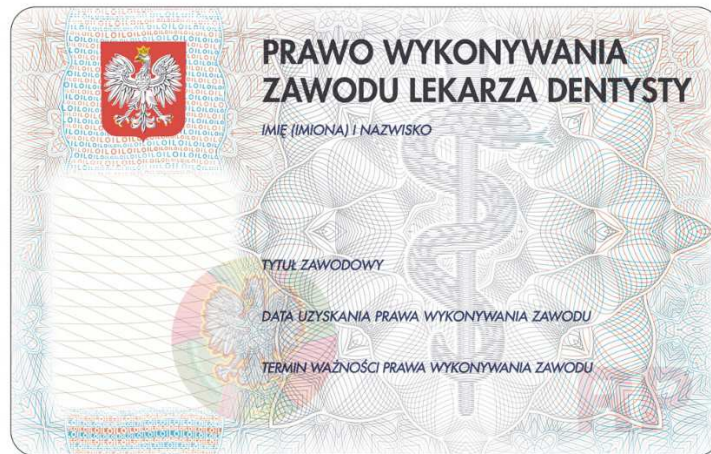 PRAWO WYKONYWANIA
ZAWODU LEKARZA DENTYSTY
IMIĘ (IMIONA) I NAZWISKO
TYTUŁ ZAWODOWY
DATA UZYSKANIA PRAWA WYKONYWANIA ZAWODU
TERMIN WAŻNOŚCI PRAWA WYKONYWANIA ZAWODU